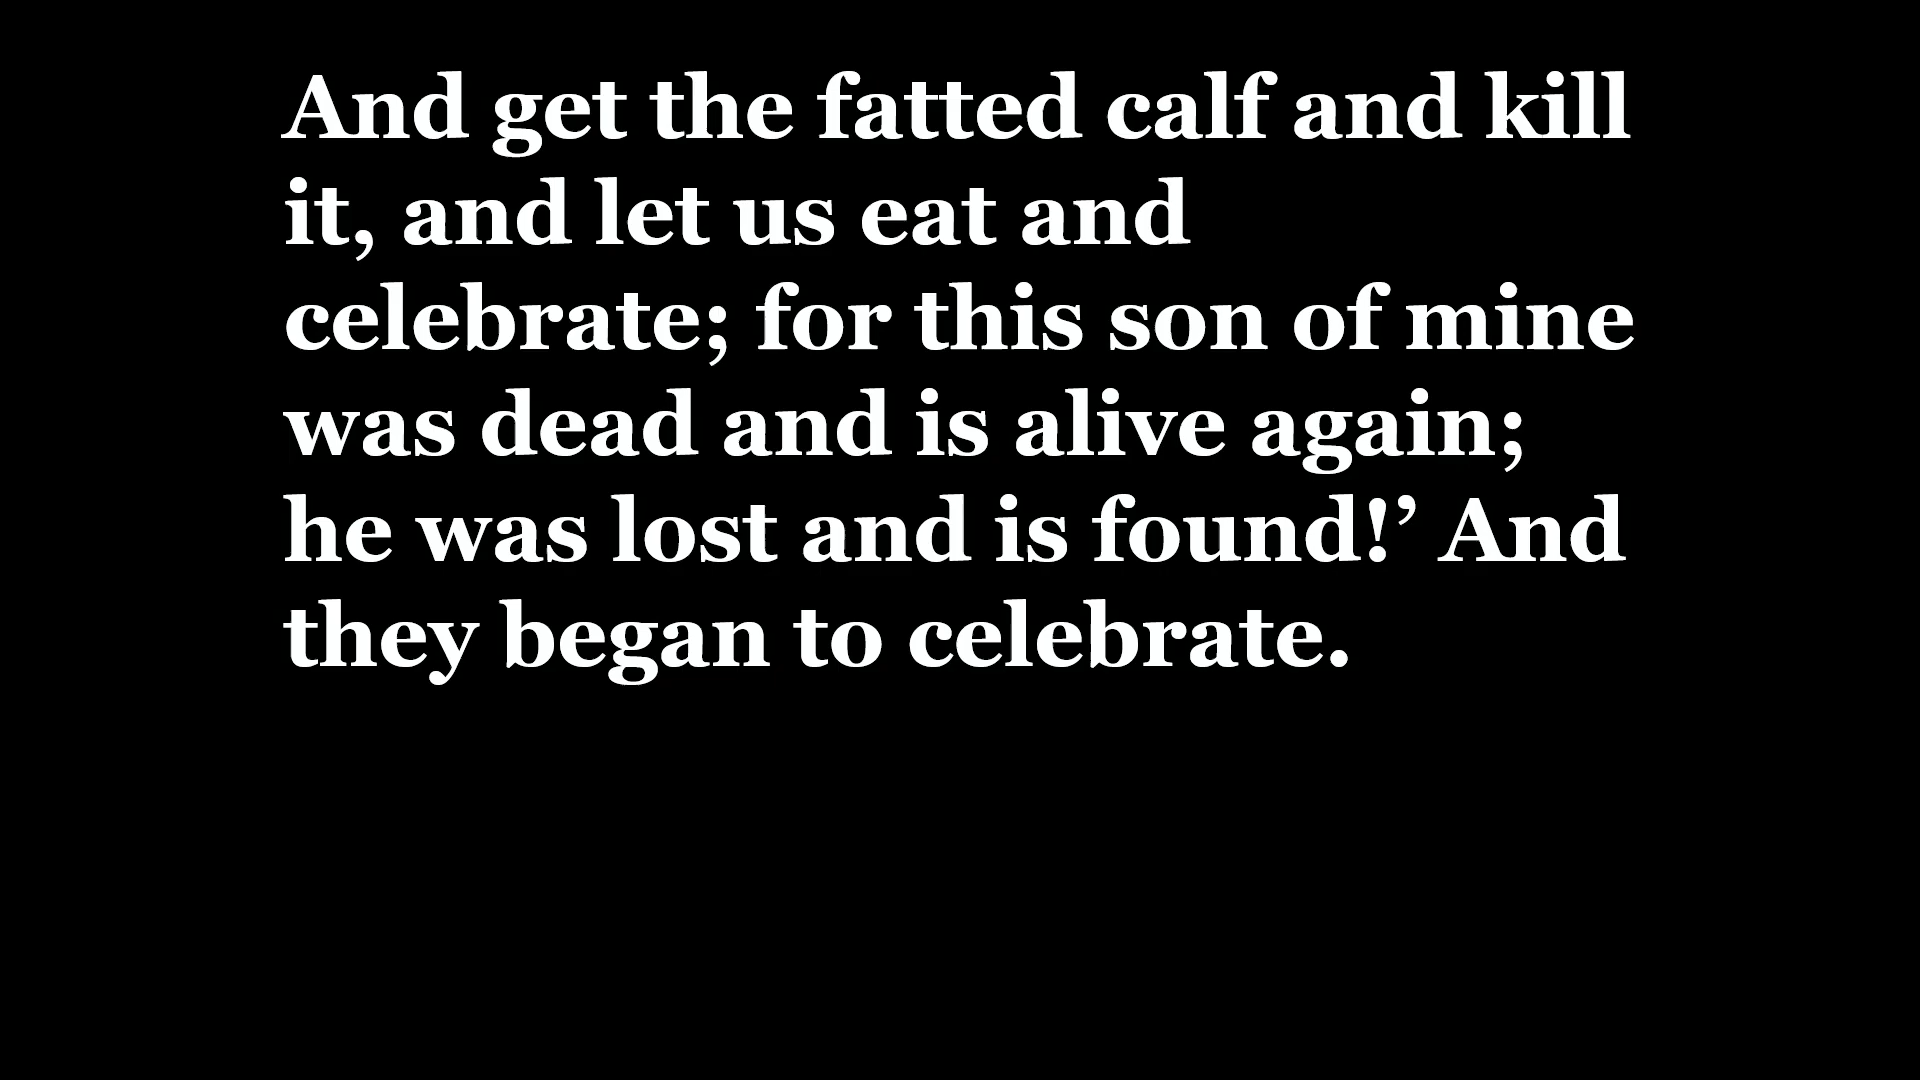 And get the fatted calf and kill
it, and let us eat and
celebrate; for this son of mine
was dead and is alive again;
he was lost and is found!’ And
they began to celebrate.